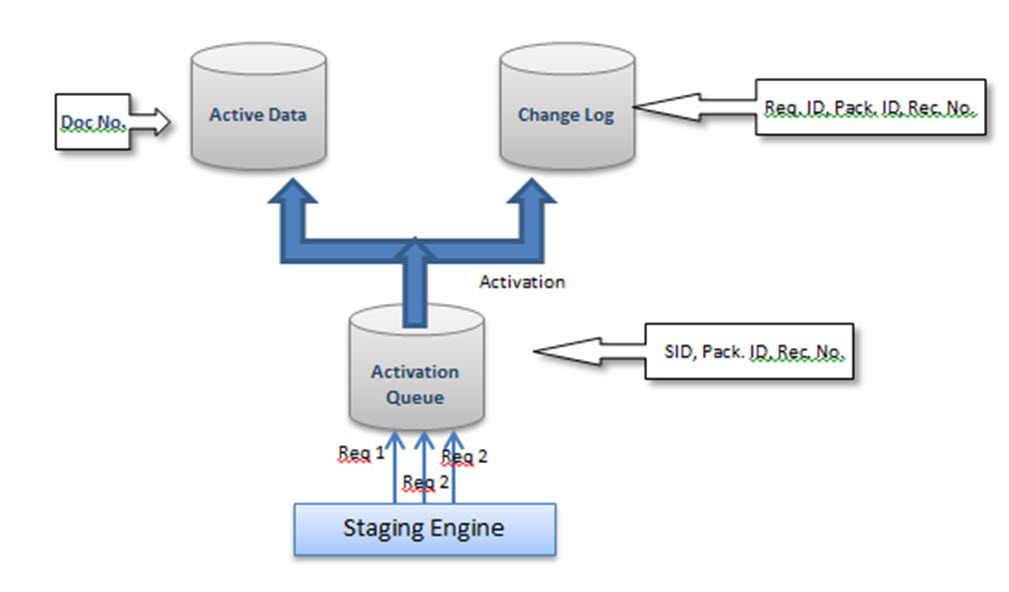 Active Data
Change Log
Doc No.
Req. ID, Pack. ID, Rec. No.
Activation
SID, Pack. ID, Rec. No.
Activation
Queue
Req 1
Req 2
Req 2
Staging Engine